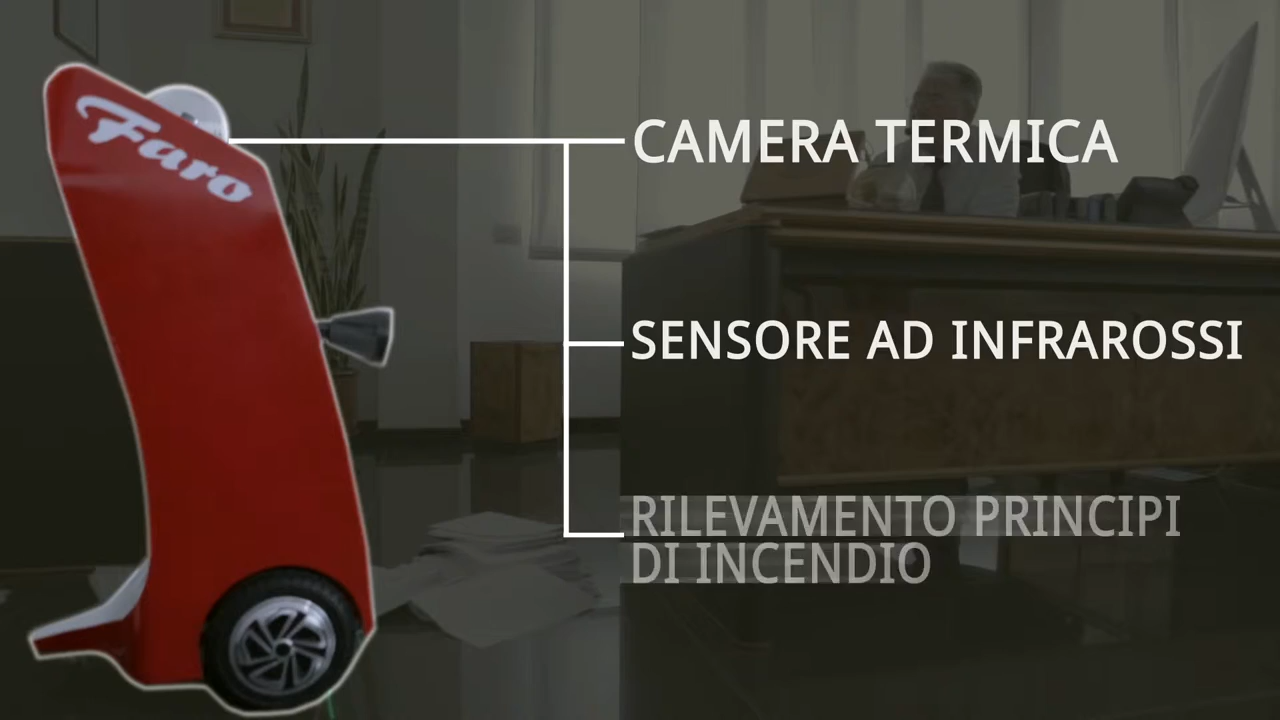 Faro
CAMERA TERMICA
SENSORE AD INFRAROSSI
RILEVAMENTO PRINCIPI
DI INCENDIO